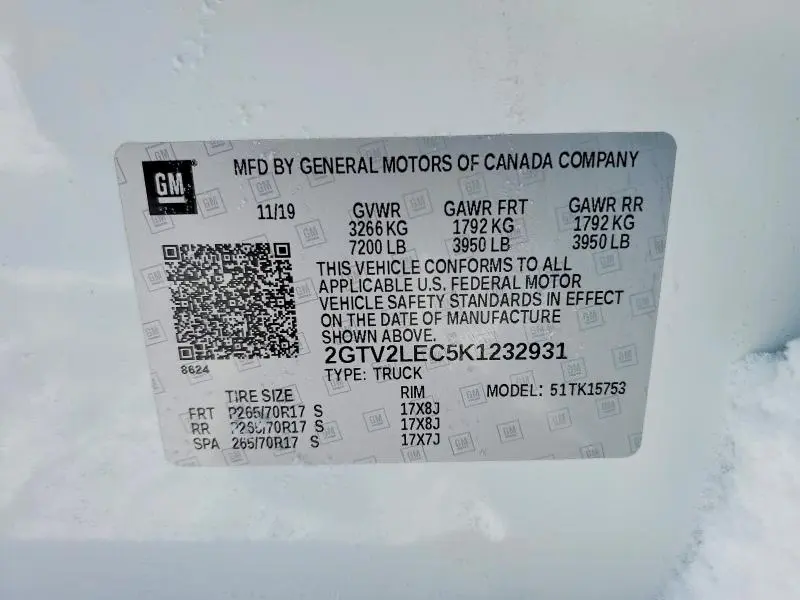 GM
MFD BY GENERAL MOTORS OF CANADA COMPANY
11/19 GVWR GAWR FRT GAWR RR
3266 KG 1792 KG 1792 KG
7200 LB 3950 LB 3950 LB
THIS VEHICLE CONFORMS TO ALL
APPLICABLE U.S. FEDERAL MOTOR
VEHICLE SAFETY STANDARDS IN EFFECT
ON THE DATE OF MANUFACTURE
SHOWN ABOVE.
2GTV2LEC5K1232931
8624
TYPE: TRUCK
TIRE SIZE RIM MODEL: 51TK15753
FRT P265/70R17 S 17X8J
RR P265/70R17 S 17X8J
SPA 265/70R17 S 17X7J